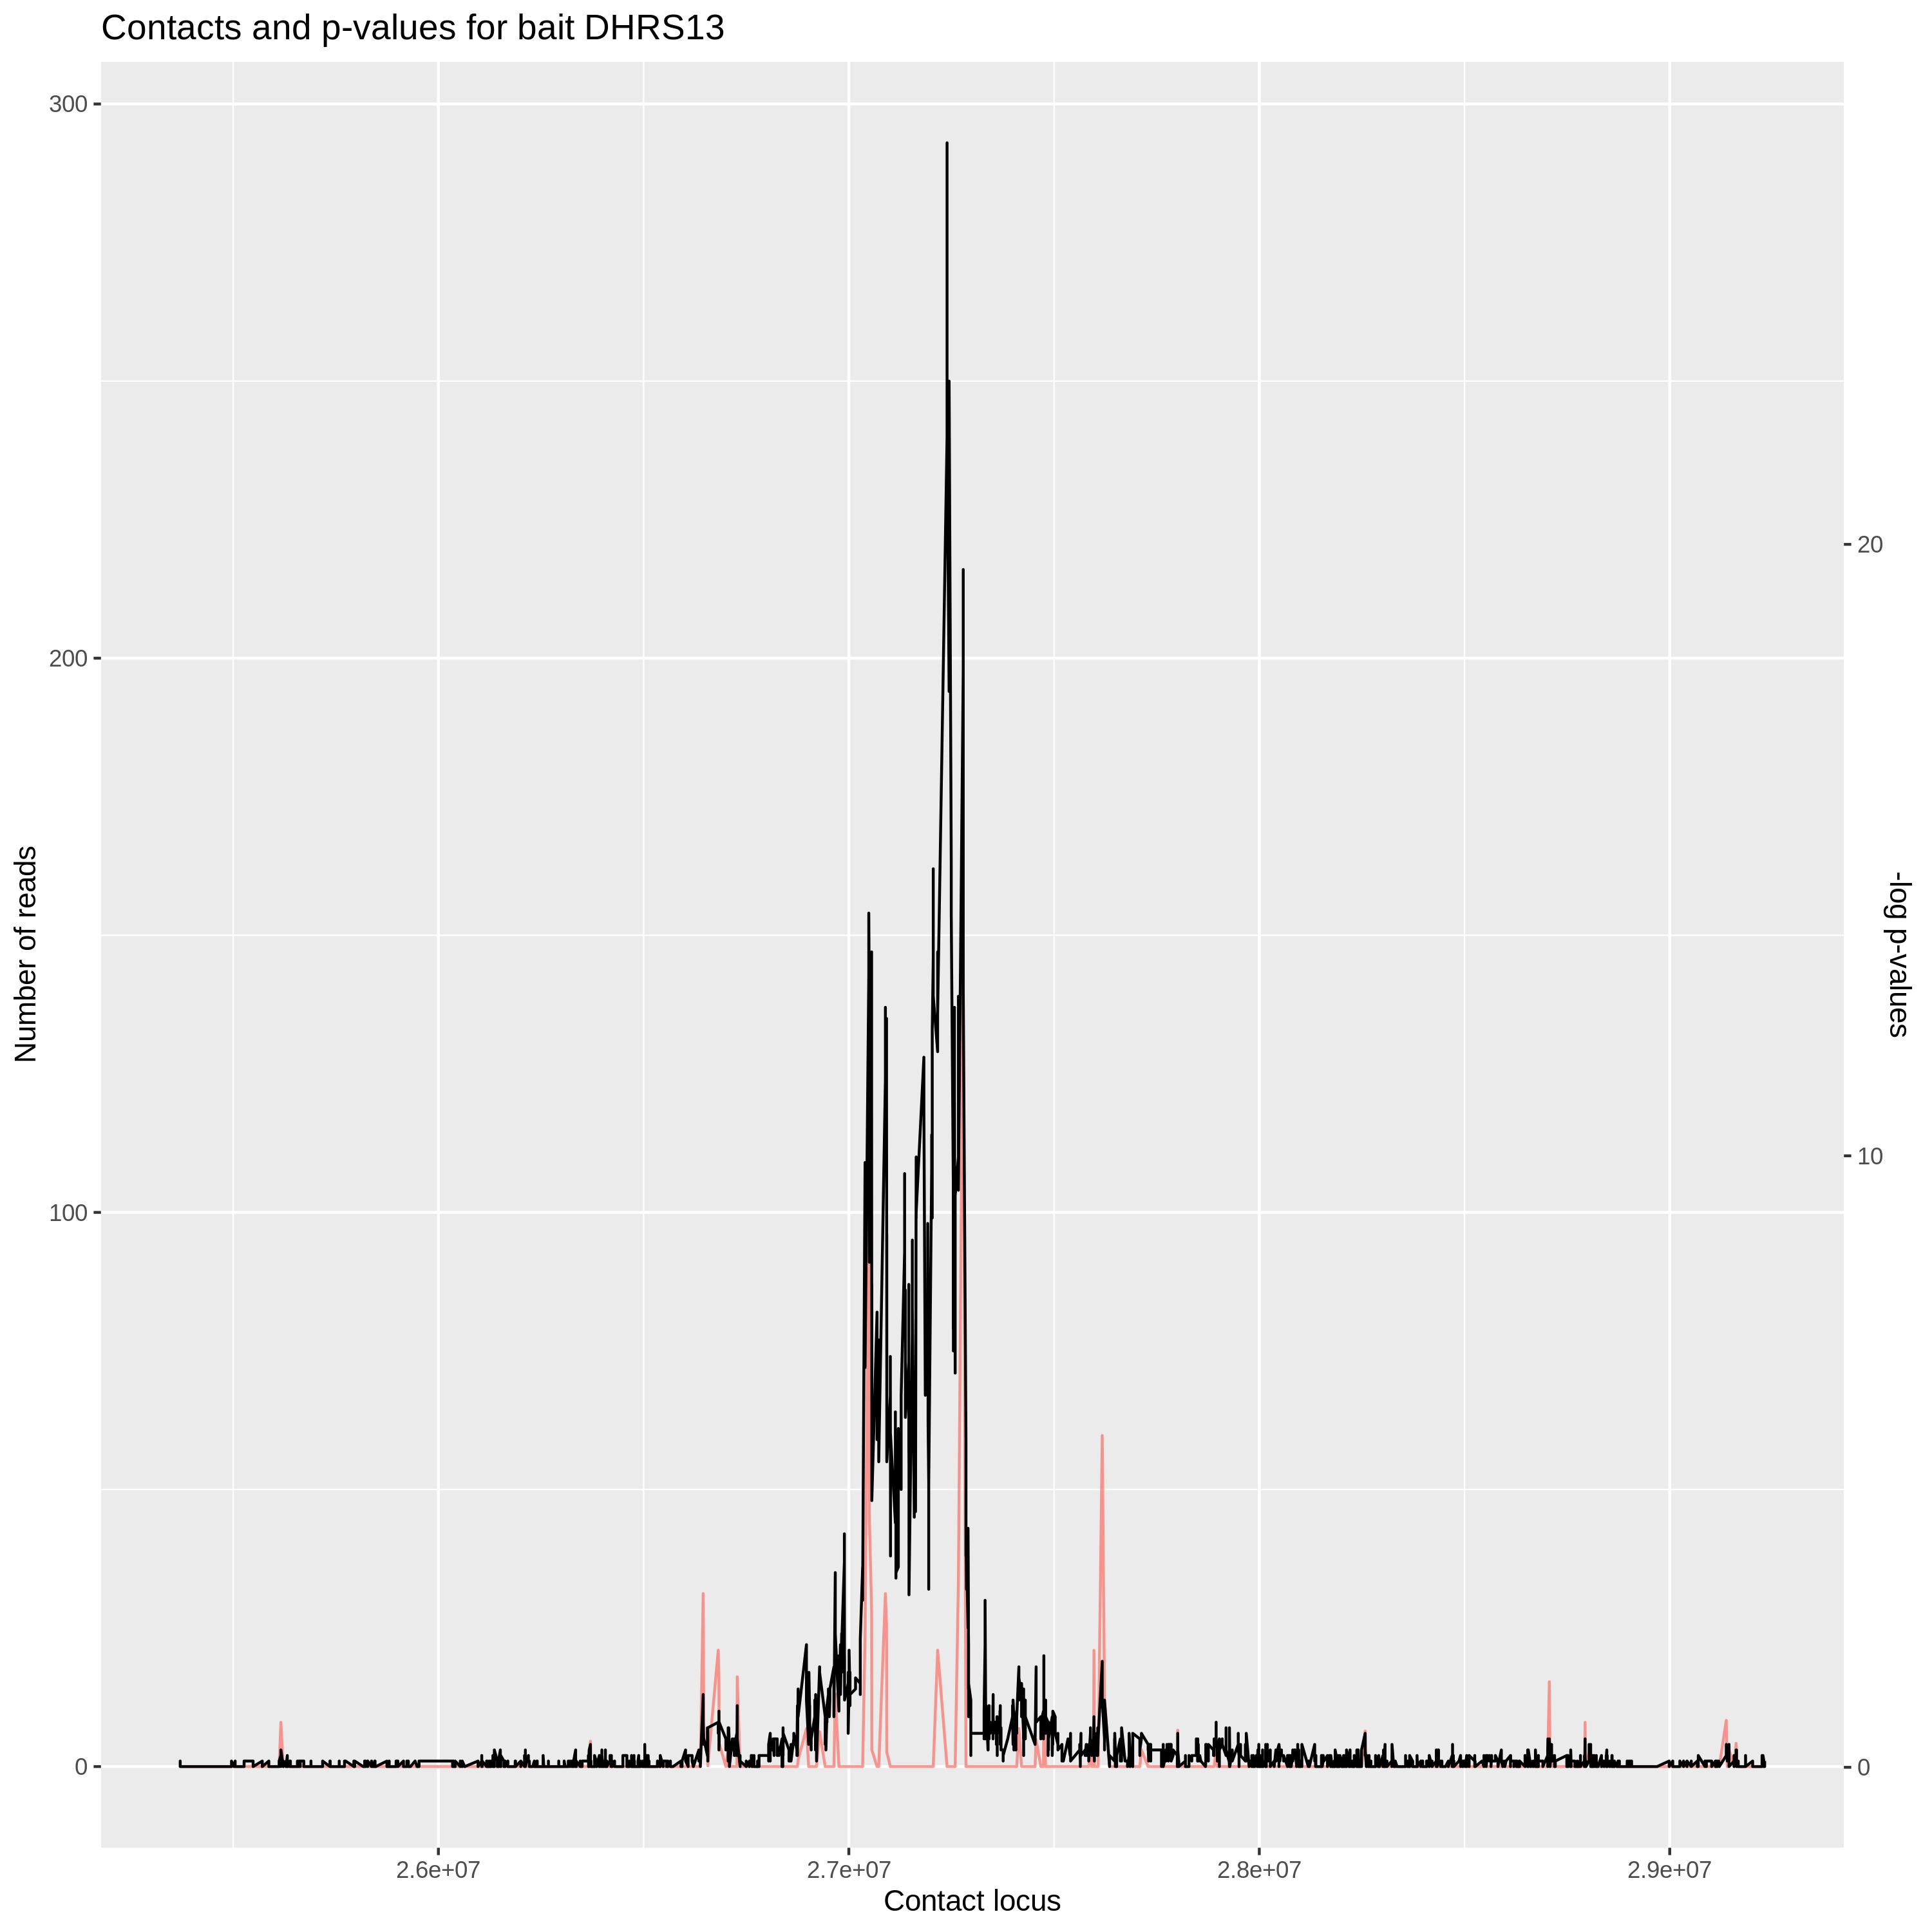 Contacts and p-values for bait DHRS13
300
200
100
0
Number of reads
20
10
0
-log p-values
2.6e+07
2.7e+07
2.8e+07
2.9e+07
Contact locus